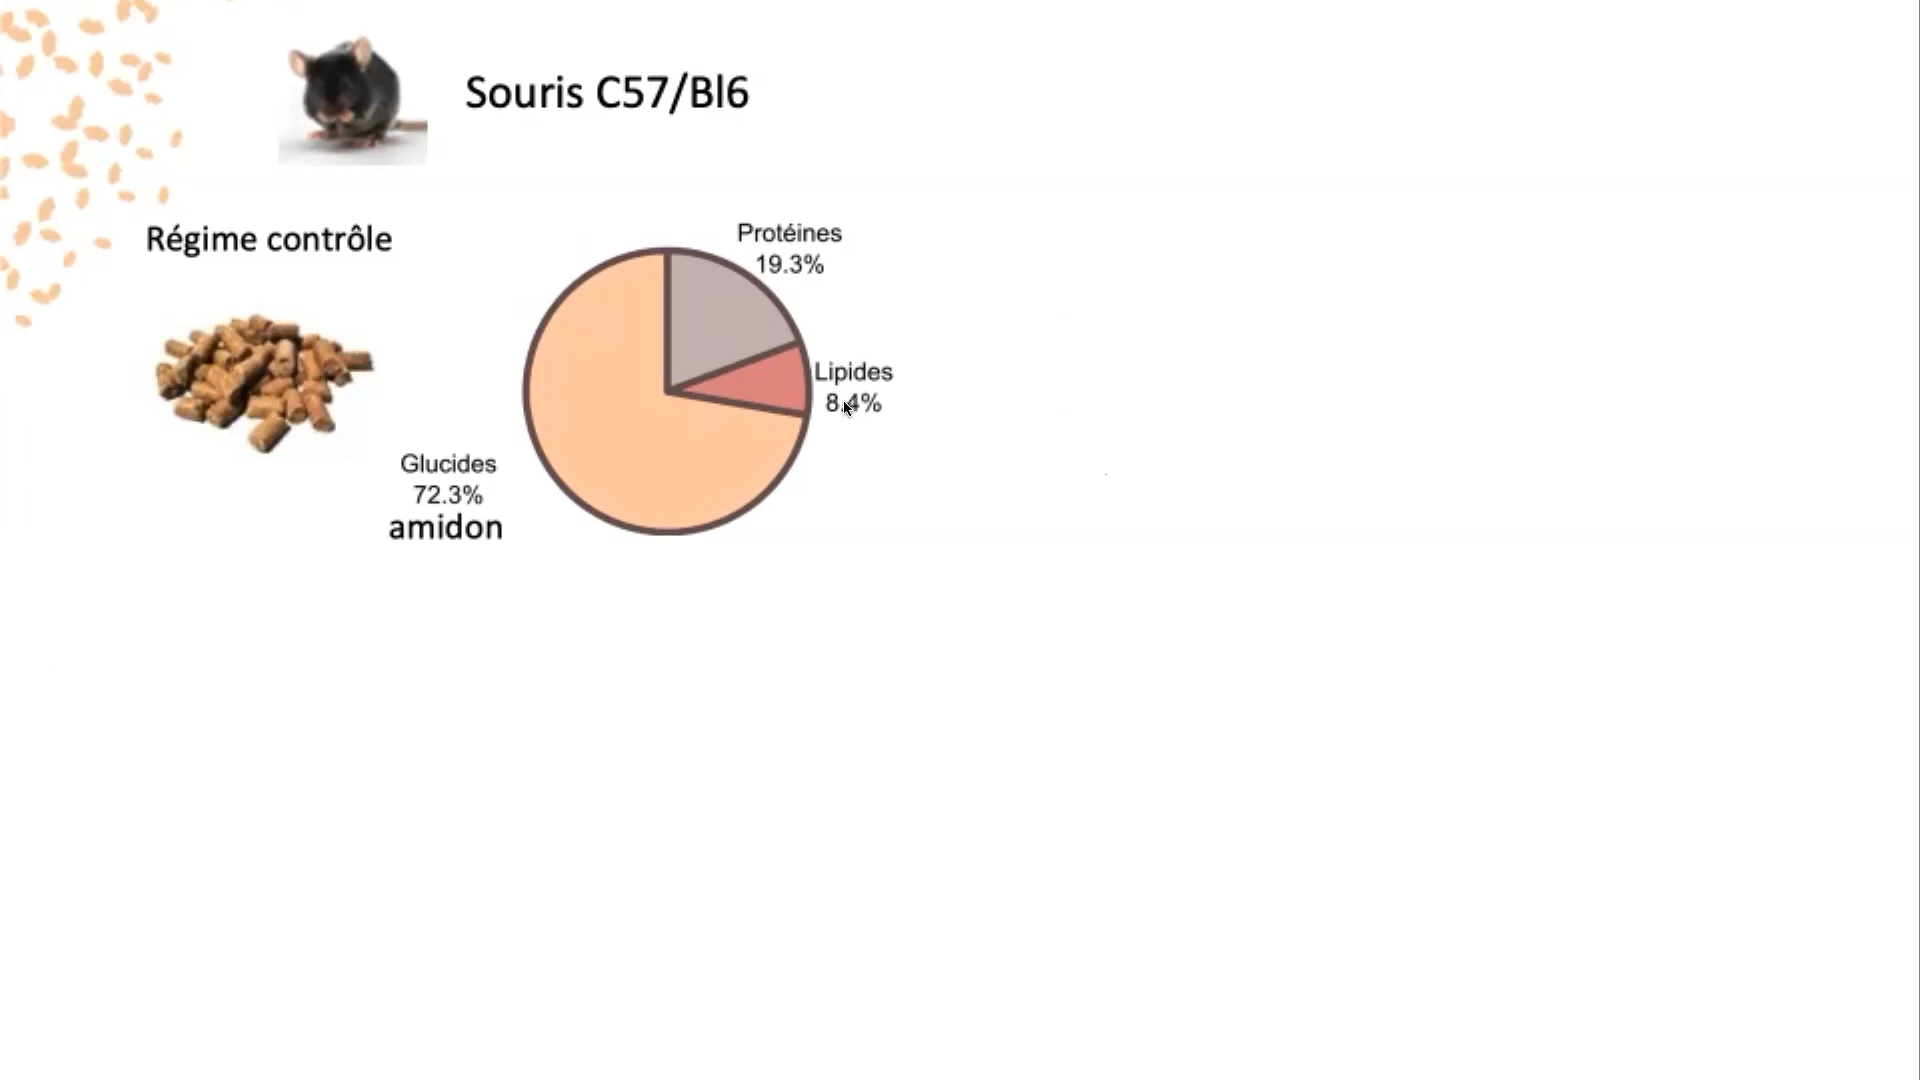 Souris C57/Bl6
Régime contrôle
Protéines
19.3%
Lipides
8.4%
Glucides
72.3%
amidon